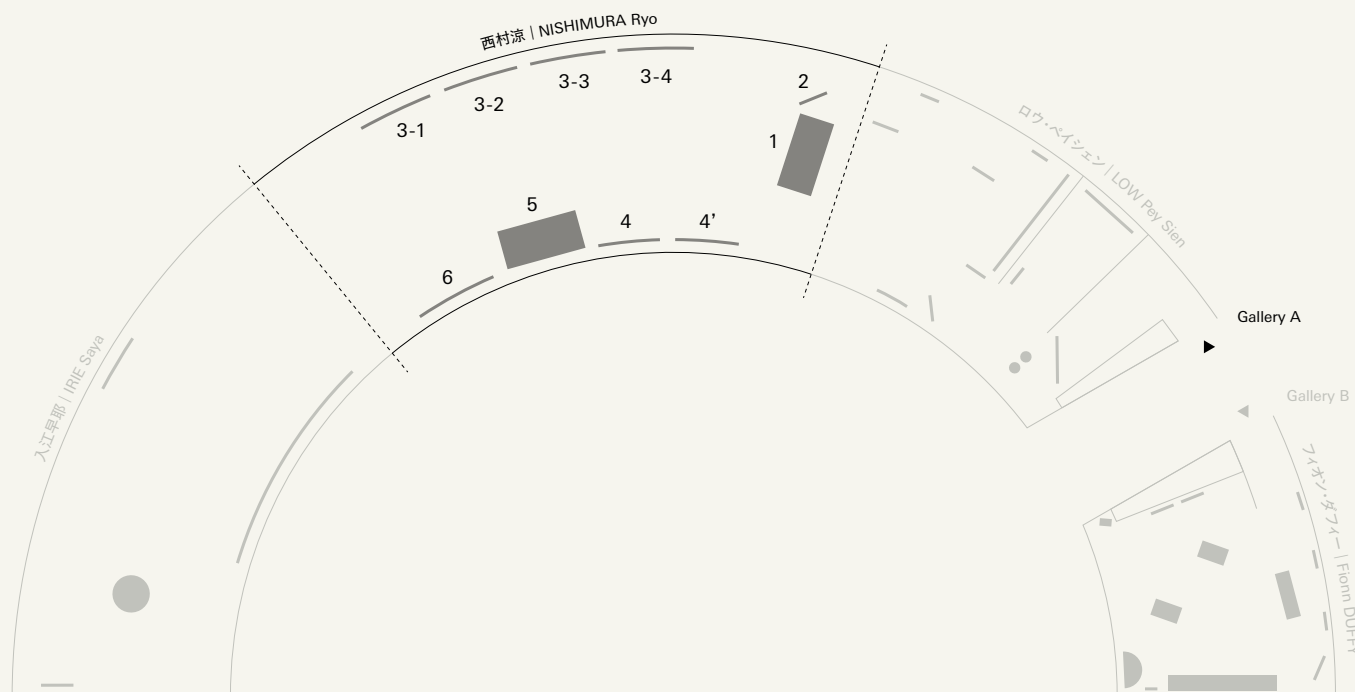 西村涼 | NISHIMURA Ryo
3-1
3-2
3-3
3-4
2
1
5
4
4’
6
ロウ・ペイシェン | LOW Pey Sien
入江早耶 | IRIE Saya
Gallery A
Gallery B
フィオン・ダフィー | Fionn DUFFY